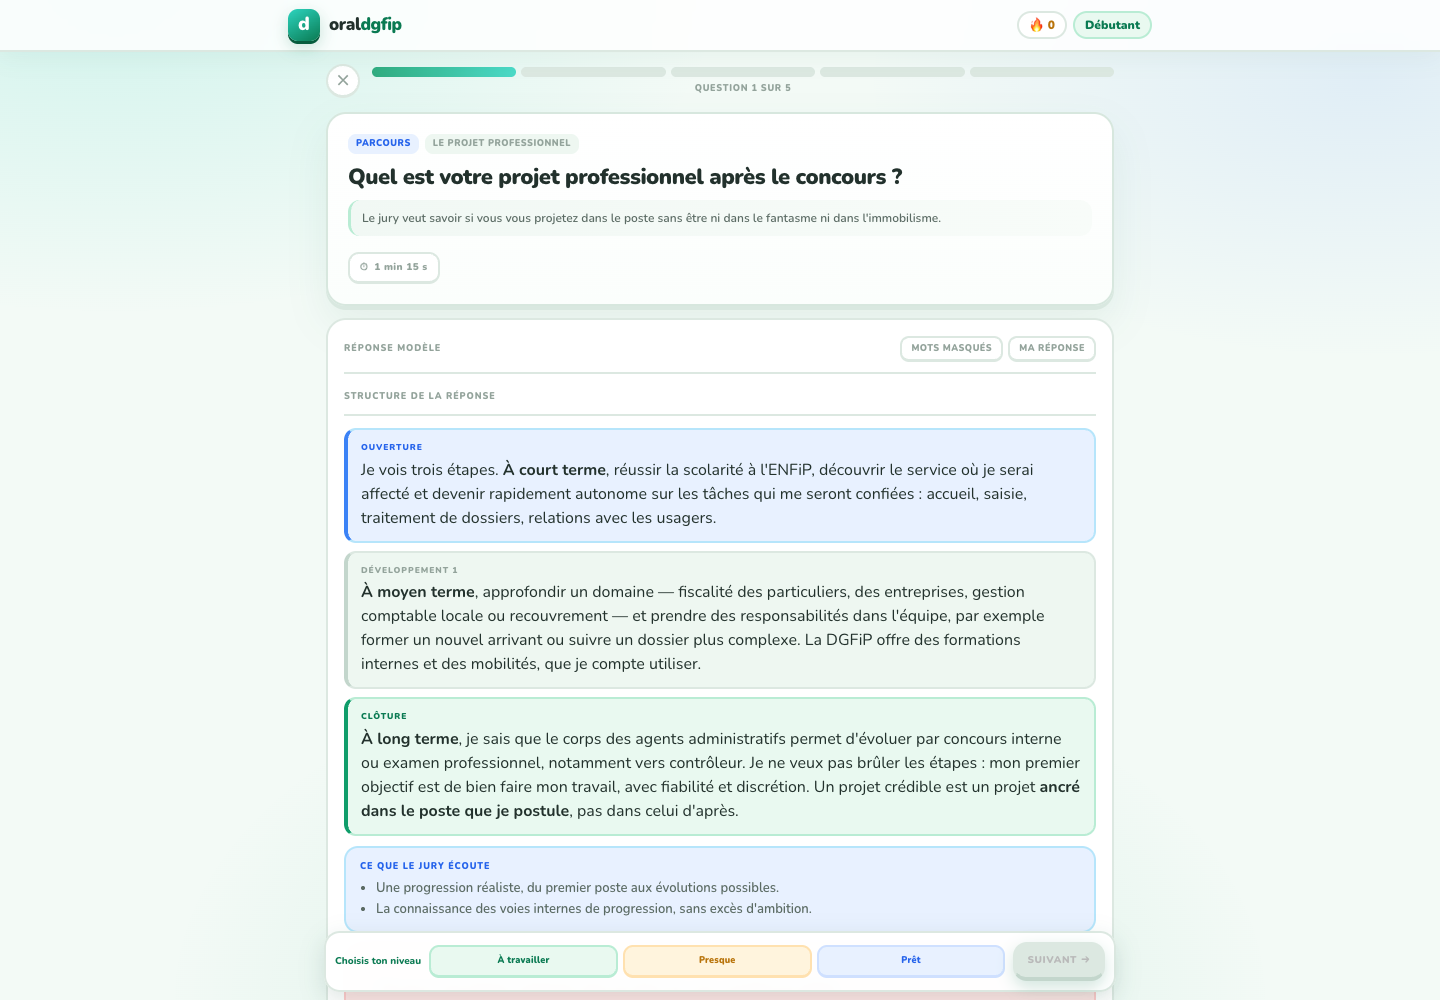 d oraldgfip
🔥 0
Débutant
QUESTION 1 SUR 5
PARCOURS LE PROJET PROFESSIONNEL
Quel est votre projet professionnel après le concours ?
Le jury veut savoir si vous vous projetez dans le poste sans être ni dans le fantasme ni dans l'immobilisme.
1 min 15 s
RÉPONSE MODÈLE
MOTS MASQUÉS
MA RÉPONSE
STRUCTURE DE LA RÉPONSE
OUVERTURE
Je vois trois étapes. À court terme, réussir la scolarité à l'ENFiP, découvrir le service où je serai
affecté et devenir rapidement autonome sur les tâches qui me seront confiées : accueil, saisie,
traitement de dossiers, relations avec les usagers.
DÉVELOPPEMENT 1
À moyen terme, approfondir un domaine — fiscalité des particuliers, des entreprises, gestion
comptable locale ou recouvrement — et prendre des responsabilités dans l'équipe, par exemple
former un nouvel arrivant ou suivre un dossier plus complexe. La DGFiP offre des formations
internes et des mobilités, que je compte utiliser.
CLÔTURE
À long terme, je sais que le corps des agents administratifs permet d'évoluer par concours interne
ou examen professionnel, notamment vers contrôleur. Je ne veux pas brûler les étapes : mon premier
objectif est de bien faire mon travail, avec fiabilité et discrétion. Un projet crédible est un projet ancré
dans le poste que je postule, pas dans celui d'après.
CE QUE LE JURY ÉCOUTE
• Une progression réaliste, du premier poste aux évolutions possibles.
• La connaissance des voies internes de progression, sans excès d'ambition.
Choisis ton niveau
À travailler
Presque
Prêt
SUIVANT →